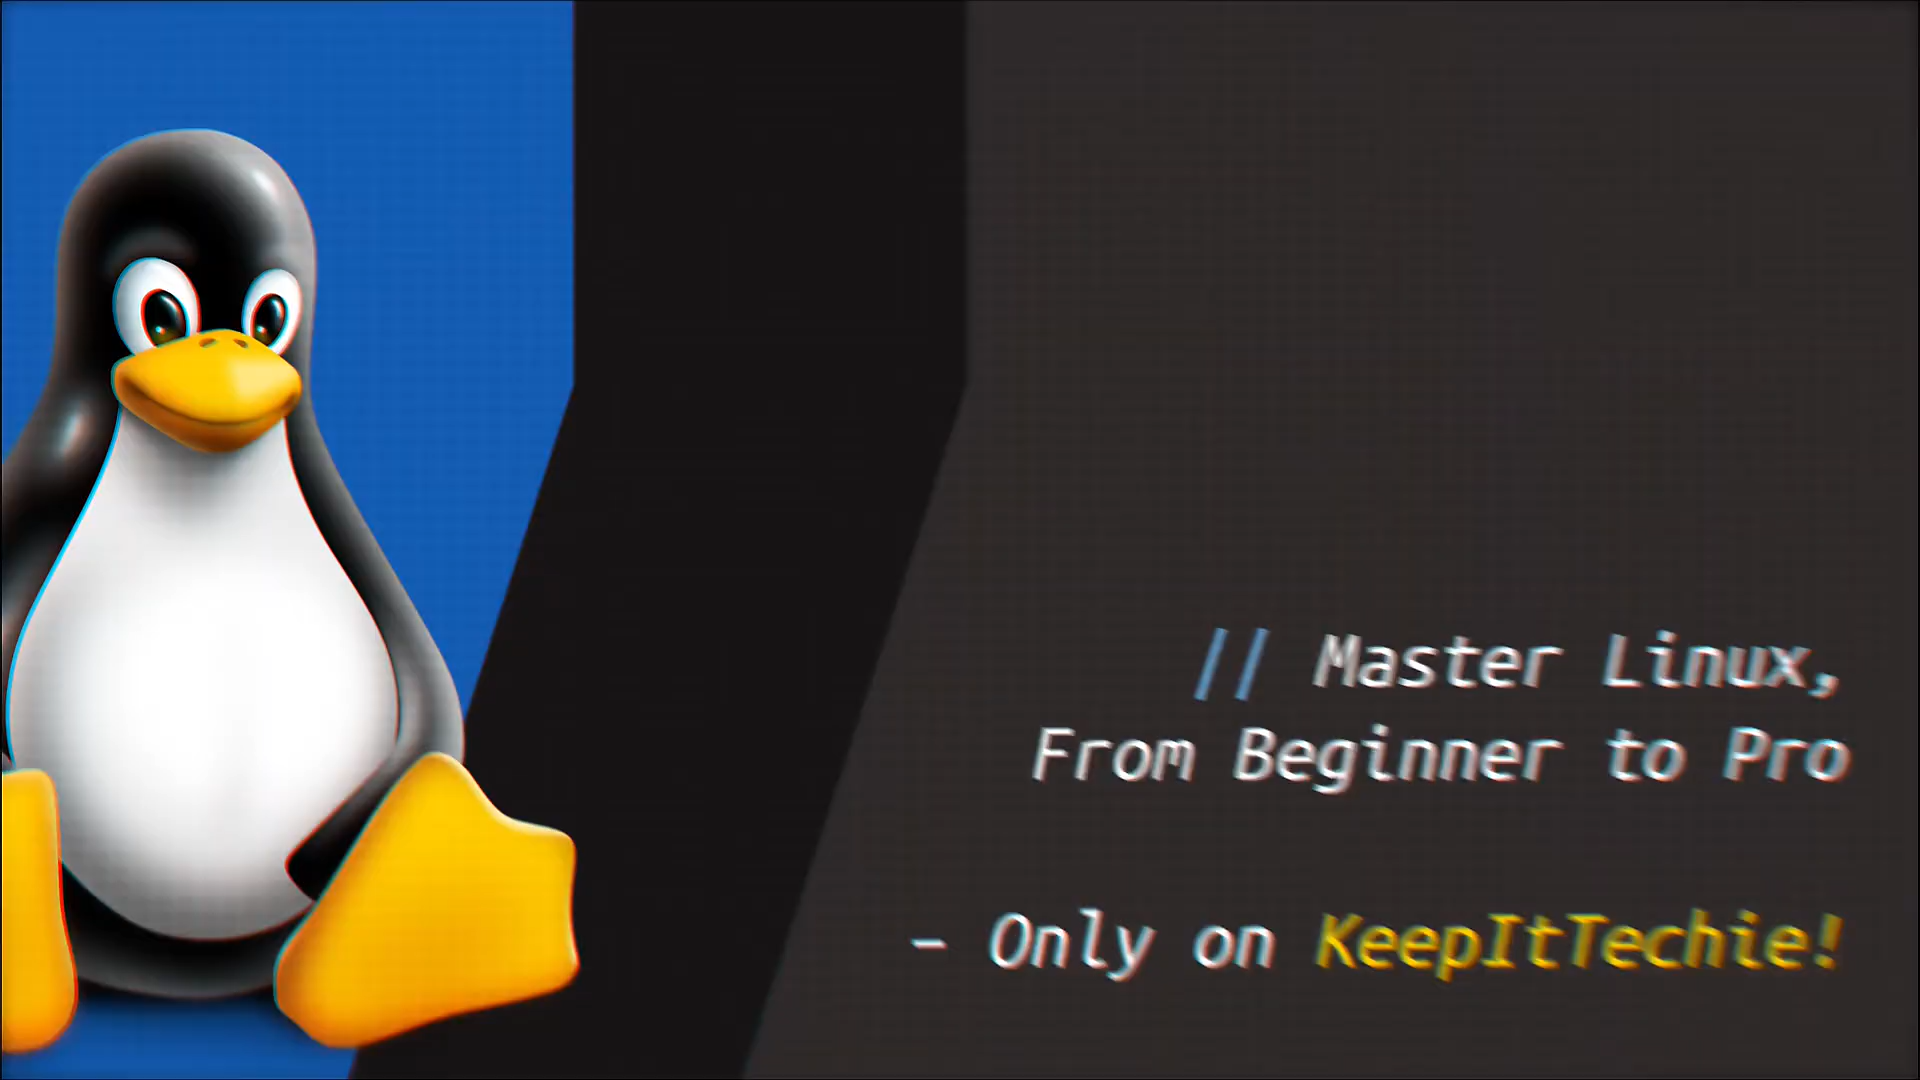 // Master Linux,
From Beginner to Pro
- Only on KeepItTechie!